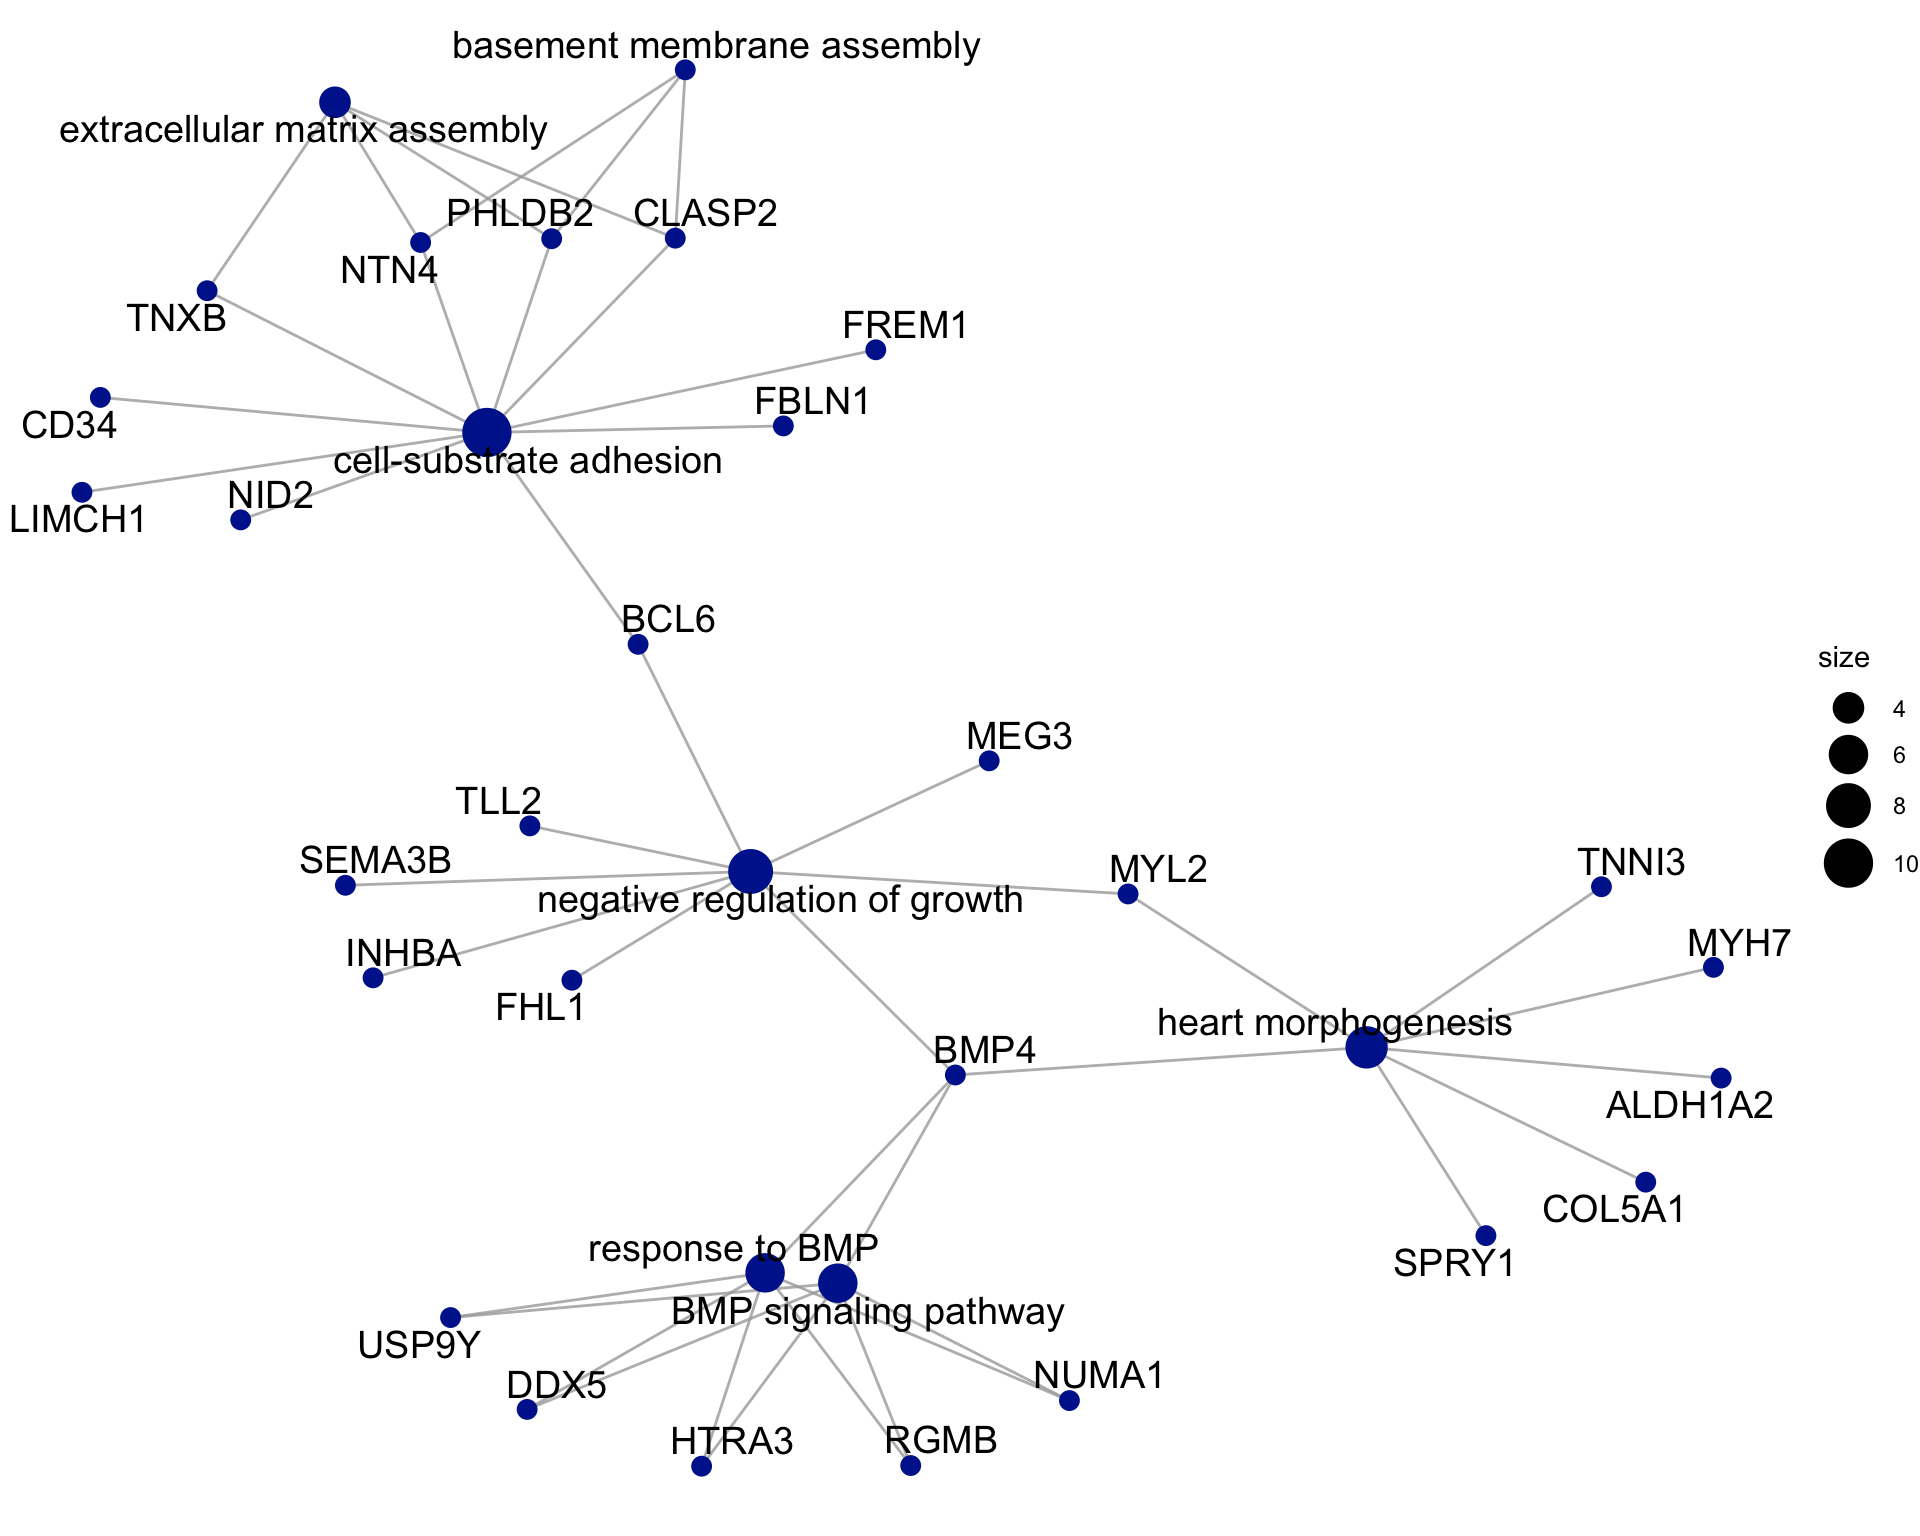 basement membrane assembly
extracellular matrix assembly
PHLDB2
CLASP2
NTN4
TNXB
FREM1
FBLN1
CD34
cell-substrate adhesion
NID2
LIMCH1
BCL6
size
4
6
8
10
MEG3
TLL2
SEMA3B
MYL2
TNNI3
negative regulation of growth
INHBA
MYH7
FHL1
heart morphogenesis
BMP4
ALDH1A2
COL5A1
response to BMP
SPRY1
BMP signaling pathway
USP9Y
NUMA1
DDX5
HTRA3
RGMB